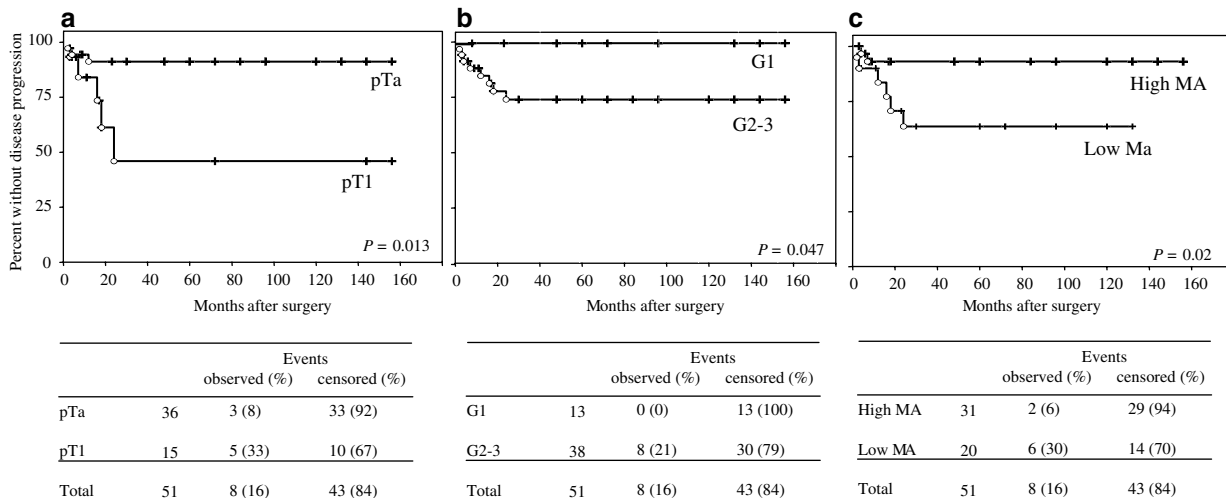 a
Percent without disease progression
100
75
50
25
0
pTa
pT1
P = 0.013
0 20 40 60 80 100 120 140 160
Months after surgery
Events
observed (%) censored (%)
pTa 36 3 (8) 33 (92)
pT1 15 5 (33) 10 (67)
Total 51 8 (16) 43 (84)
b
G1
G2-3
P = 0.047
0 20 40 60 80 100 120 140 160
Months after surgery
Events
observed (%) censored (%)
G1 13 0 (0) 13 (100)
G2-3 38 8 (21) 30 (79)
Total 51 8 (16) 43 (84)
c
High MA
Low Ma
P = 0.02
0 20 40 60 80 100 120 140 160
Months after surgery
Events
observed (%) censored (%)
High MA 31 2 (6) 29 (94)
Low MA 20 6 (30) 14 (70)
Total 51 8 (16) 43 (84)